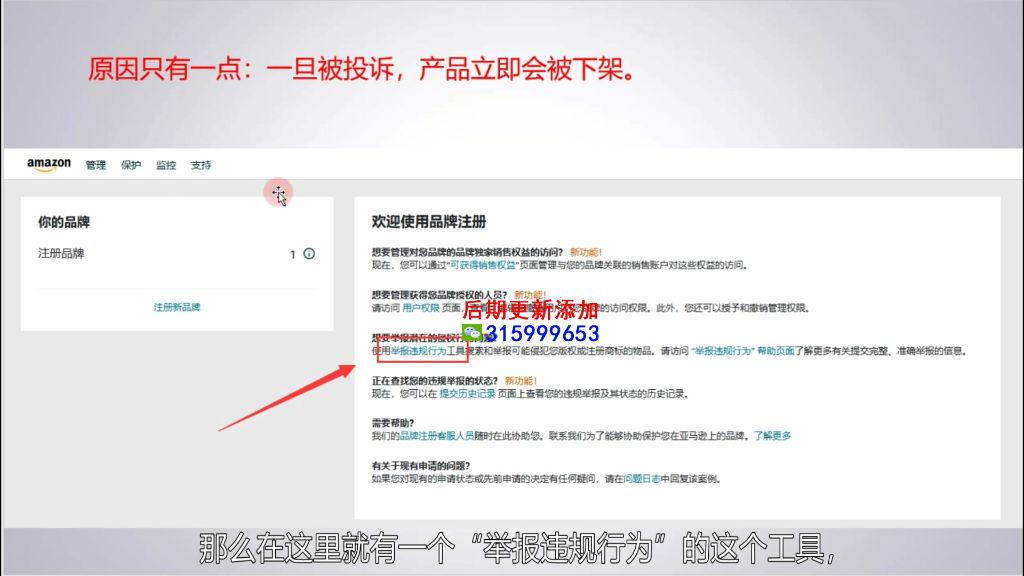 原因只有一点：一旦被投诉，产品立即会被下架。
amazon 管理 保护 监控 支持
你的品牌
注册品牌 1
注册新品牌
欢迎使用品牌注册
想要管理对您品牌的品牌独家销售权益的访问？ 新功能！
现在，您可以通过“可获得销售权益”页面管理与您的品牌关联的销售账户对这些权益的访问。
想要管理获得您品牌授权的人员？ 新功能！
请访问 用户权限 页面，的访问权限。此外，您还可以授予和撤销管理权限。
后期更新添加
315999653
想要举报潜在的侵权行
使用举报违规行为工具搜索和举报可能侵犯您版权或注册商标的物品。请访问 “举报违规行为” 帮助页面了解更多有关提交完整、准确举报的信息。
正在查找您的违规举报的状态？ 新功能！
现在，您可以在 提交历史记录 页面上查看您的违规举报及其状态的历史记录。
需要帮助？
我们的品牌注册客服人员随时在此协助您。联系我们为了能够协助保护您在亚马逊上的品牌。了解更多
有关于现有申请的问题？
如果您对现有的申请状态或先前申请的决定有任何疑问，请在问题日志中回复该案例。
那么在这里就有一个“举报违规行为”的这个工具，